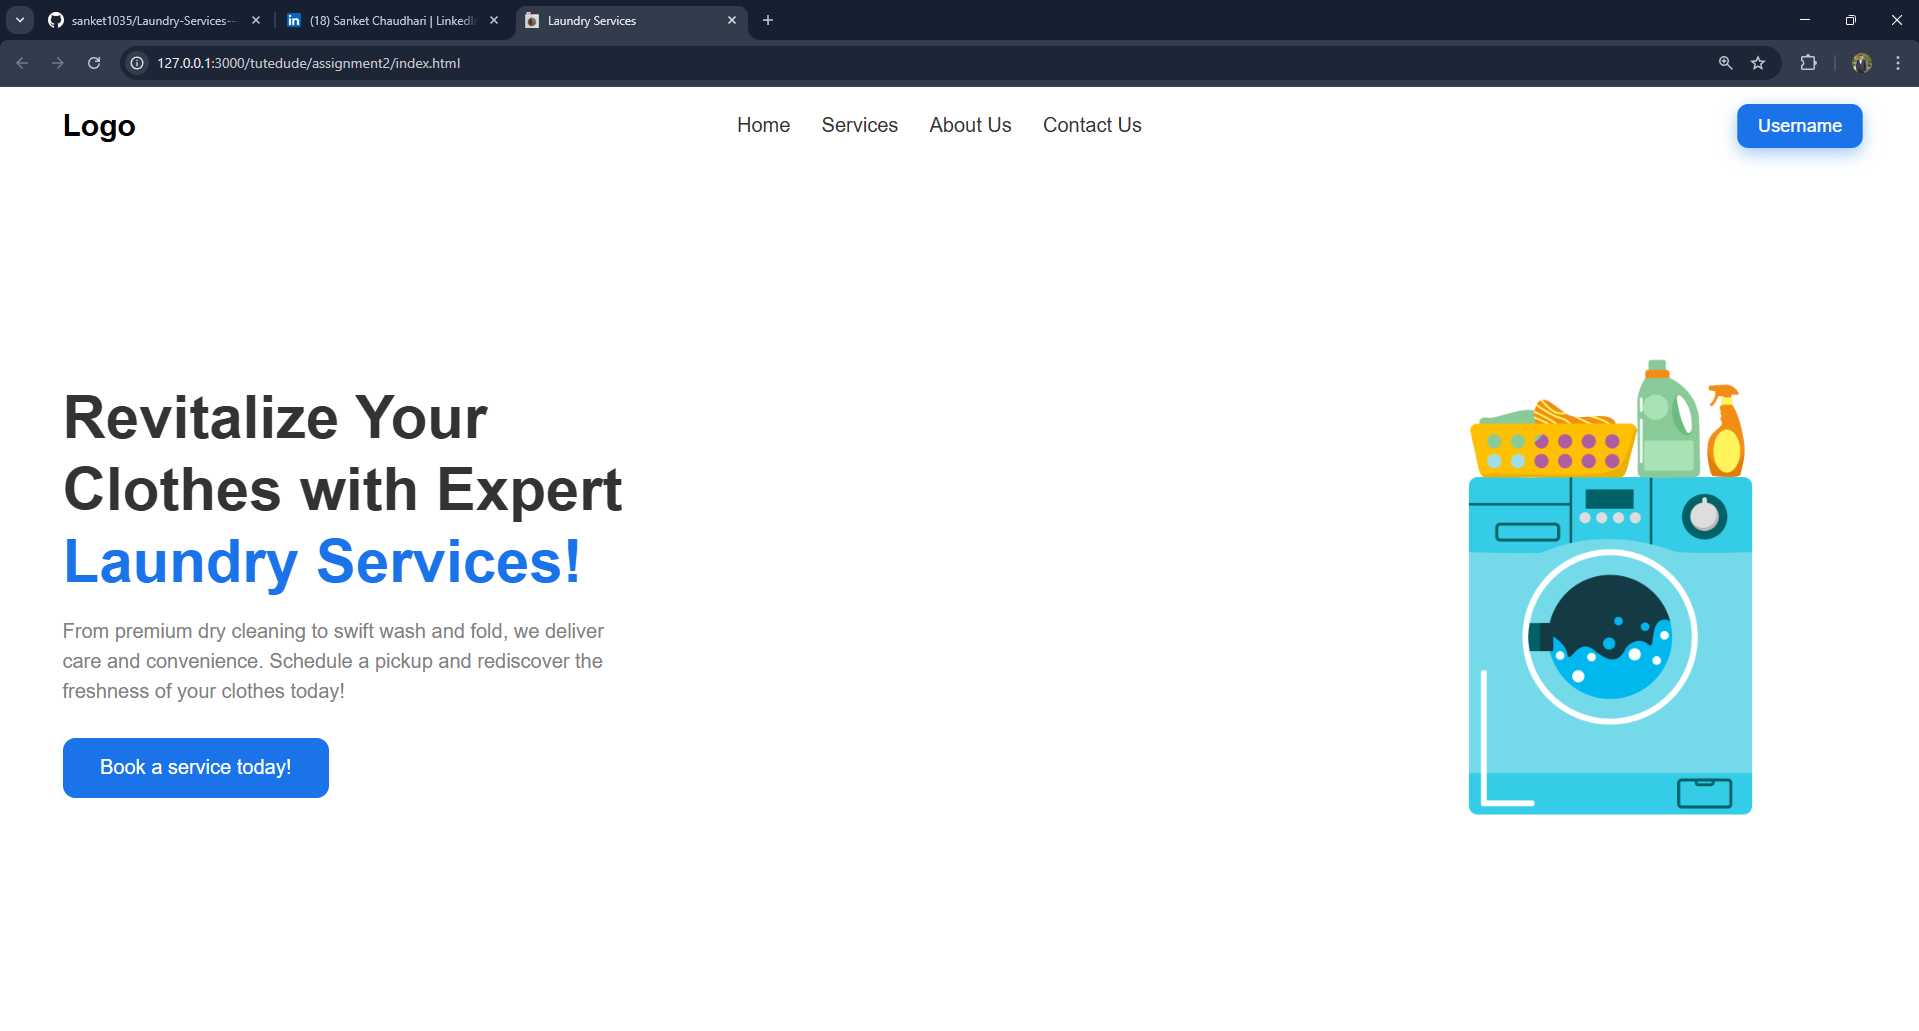 sanket1035/Laundry-Services--
(18) Sanket Chaudhari | LinkedIn
Laundry Services
127.0.0.1:3000/tutedude/assignment2/index.html
Logo
Home
Services
About Us
Contact Us
Username
Revitalize Your
Clothes with Expert
Laundry Services!
From premium dry cleaning to swift wash and fold, we deliver
care and convenience. Schedule a pickup and rediscover the
freshness of your clothes today!
Book a service today!